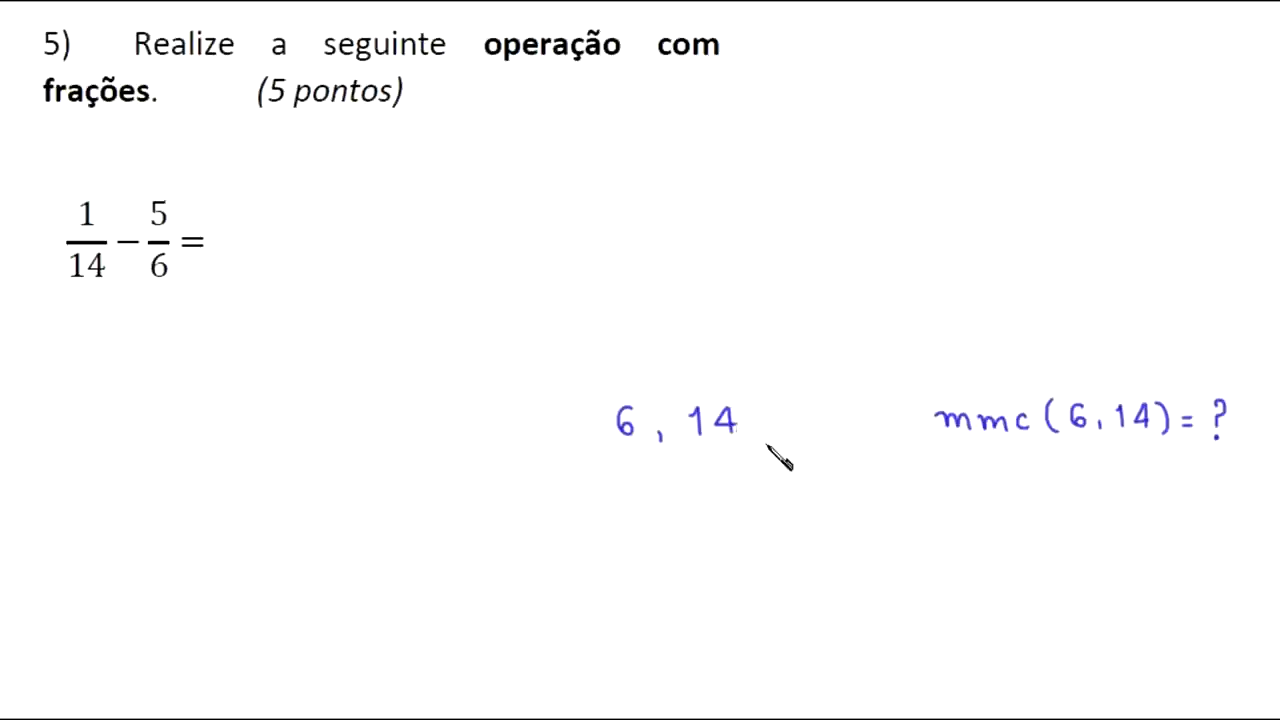 5) Realize a seguinte operação com
frações. (5 pontos)
1/14 − 5/6 =
6 , 14
mmc (6,14) = ?